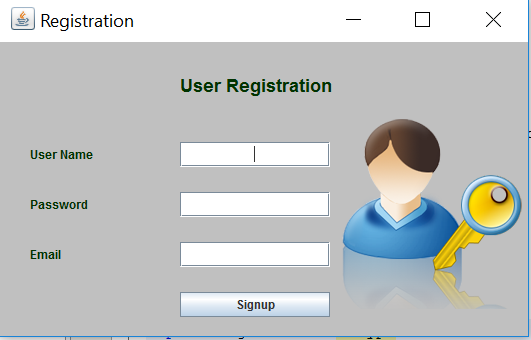 Registration
User Registration
User Name
Password
Email
Signup